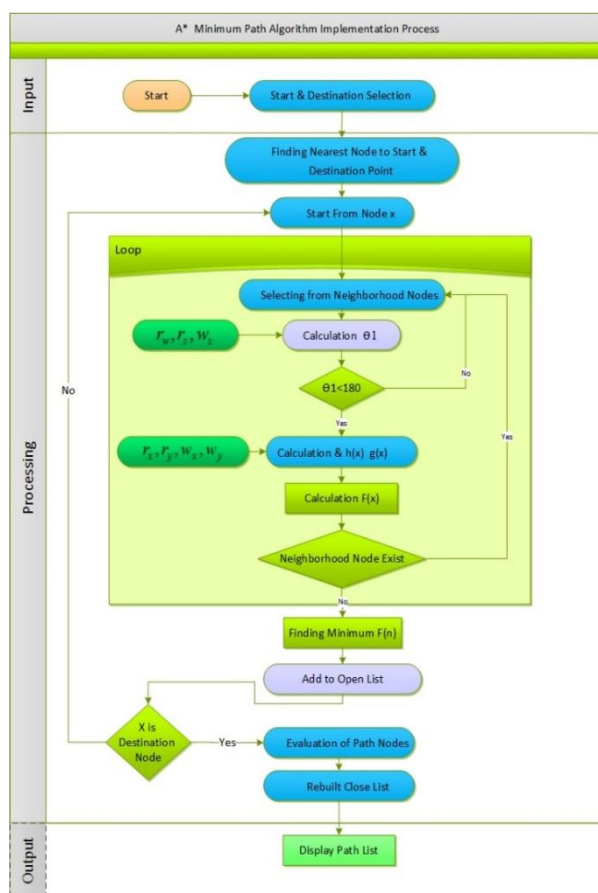 A* Minimum Path Algorithm Implementation Process
Input
Start
Start & Destination Selection
Processing
Finding Nearest Node to Start &
Destination Point
Start From Node x
Loop
Selecting from Neighborhood Nodes
r_w, r_z, w_z
Calculation θ1
No
θ1<180
No
Yes
Yes
r_x, r_y, w_x, w_y
Calculation & h(x) g(x)
Calculation F(x)
Neighborhood Node Exist
No
Finding Minimum F(n)
Add to Open List
X is
Destination
Node
Yes
Evaluation of Path Nodes
Rebuilt Close List
Output
Display Path List